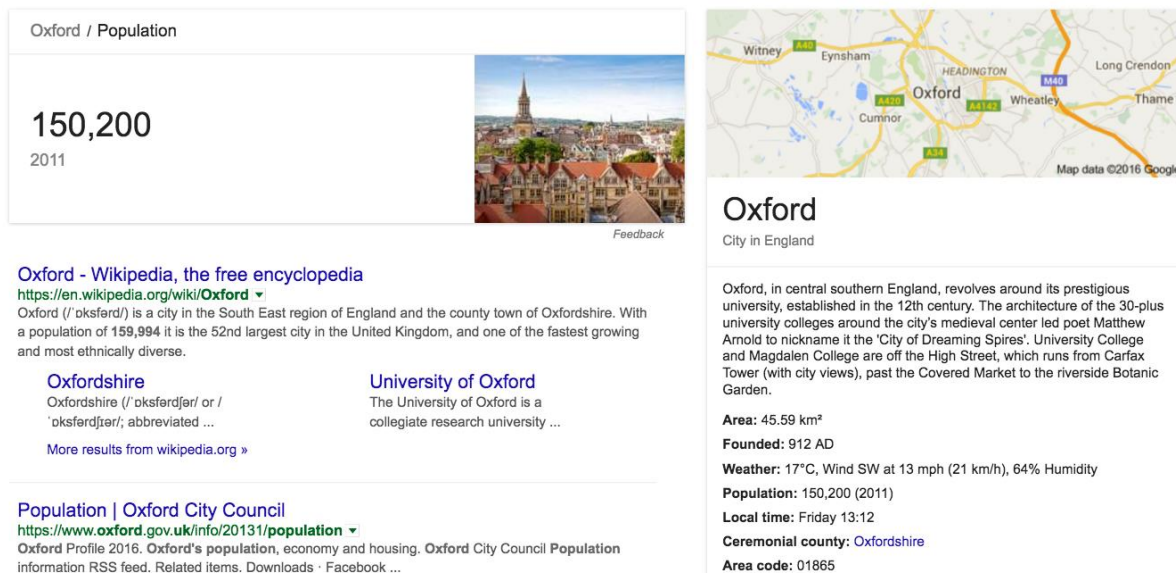 Oxford / Population
150,200
2011
Feedback
Oxford - Wikipedia, the free encyclopedia
https://en.wikipedia.org/wiki/Oxford
Oxford (/ˈɒksfərd/) is a city in the South East region of England and the county town of Oxfordshire. With
a population of 159,994 it is the 52nd largest city in the United Kingdom, and one of the fastest growing
and most ethnically diverse.
Oxfordshire
Oxfordshire (/ˈɒksfərdʃər/ or /
ˈɒksfərdʃɪər/; abbreviated ...
University of Oxford
The University of Oxford is a
collegiate research university ...
More results from wikipedia.org »
Population | Oxford City Council
https://www.oxford.gov.uk/info/20131/population
Oxford Profile 2016. Oxford's population, economy and housing. Oxford City Council Population
information RSS feed. Related items. Downloads · Facebook ...
Witney
A40
Eynsham
HEADINGTON
Long Crendon
M40
Oxford
A420
A4142
Wheatley
Thame
Cumnor
A34
Map data ©2016 Google
Oxford
City in England
Oxford, in central southern England, revolves around its prestigious
university, established in the 12th century. The architecture of the 30-plus
university colleges around the city's medieval center led poet Matthew
Arnold to nickname it the 'City of Dreaming Spires'. University College
and Magdalen College are off the High Street, which runs from Carfax
Tower (with city views), past the Covered Market to the riverside Botanic
Garden.
Area: 45.59 km²
Founded: 912 AD
Weather: 17°C, Wind SW at 13 mph (21 km/h), 64% Humidity
Population: 150,200 (2011)
Local time: Friday 13:12
Ceremonial county: Oxfordshire
Area code: 01865